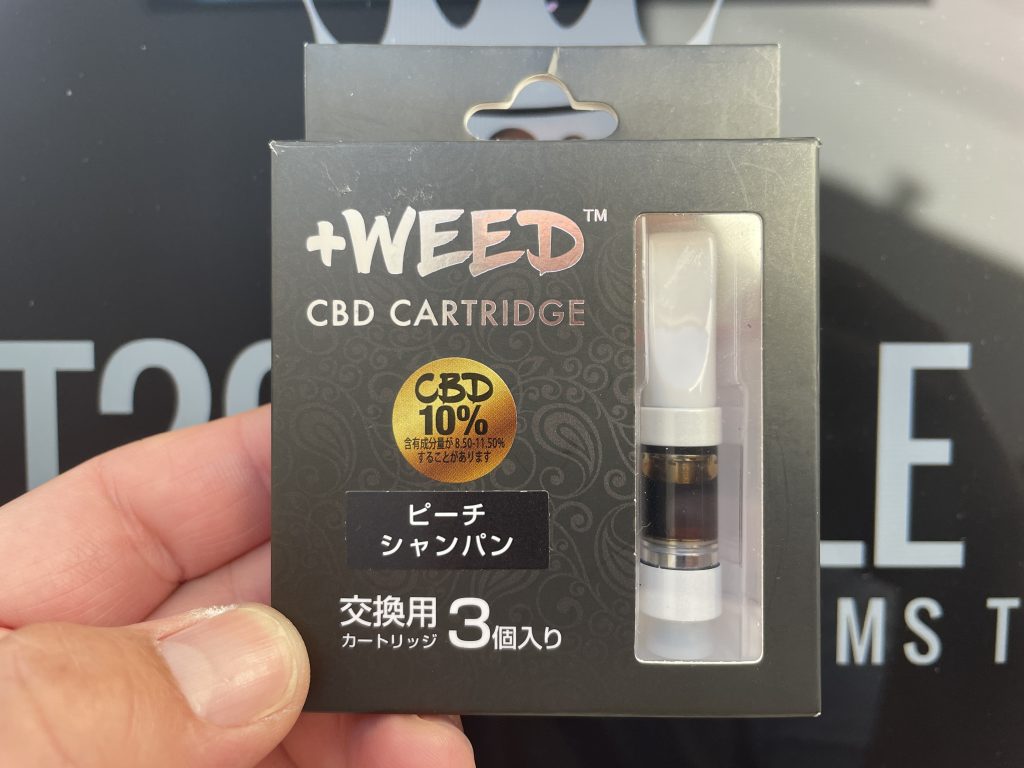 +WEED™
CBD CARTRIDGE
CBD
10%
含有成分量が 8.50-11.50%
することがあります
ピーチ
シャンパン
交換用
カートリッジ
3個入り
MS T